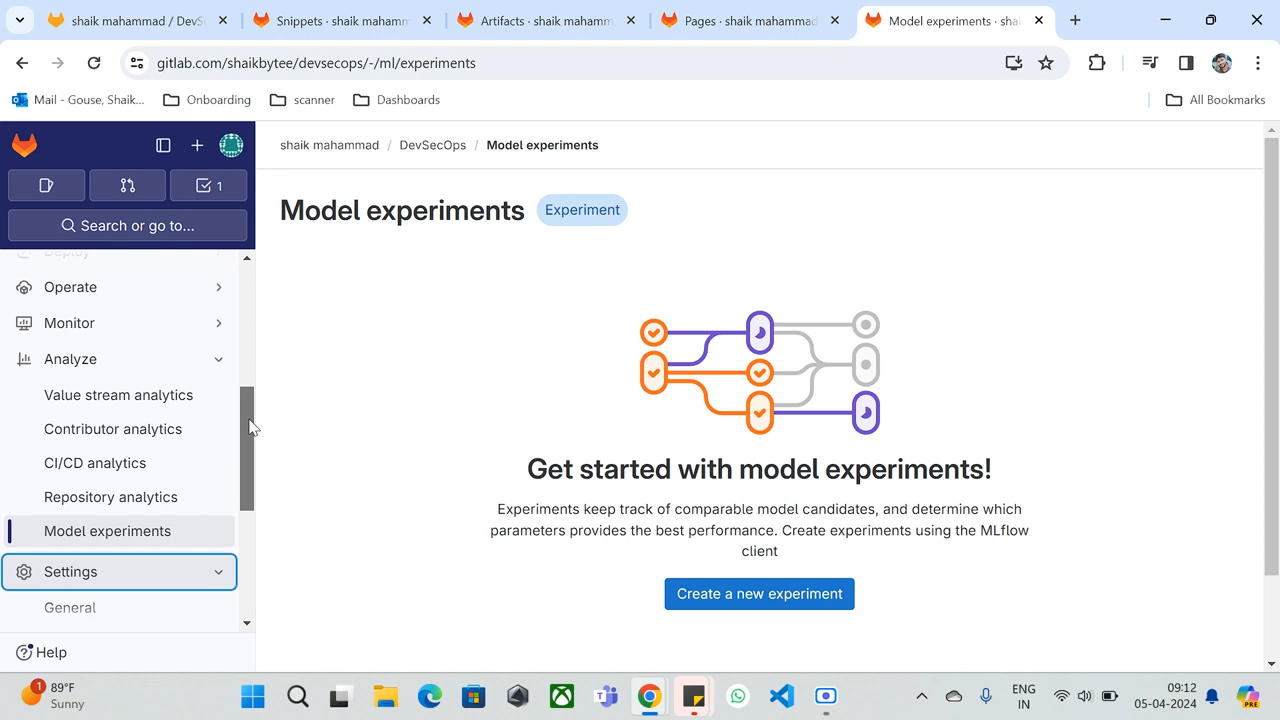 shaik mahammad / DevS
Snippets · shaik mahamm
Artifacts · shaik mahamm
Pages · shaik mahammad
Model experiments · shai
gitlab.com/shaikbytee/devsecops/-/ml/experiments
Mail - Gouse, Shaik...
Onboarding
scanner
Dashboards
All Bookmarks
1
Search or go to...
Deploy
Operate
Monitor
Analyze
Value stream analytics
Contributor analytics
CI/CD analytics
Repository analytics
Model experiments
Settings
General
Help
shaik mahammad / DevSecOps / Model experiments
Model experiments
Experiment
Get started with model experiments!
Experiments keep track of comparable model candidates, and determine which
parameters provides the best performance. Create experiments using the MLflow
client
Create a new experiment
1
89°F
Sunny
ENG
IN
09:12
05-04-2024
PRE